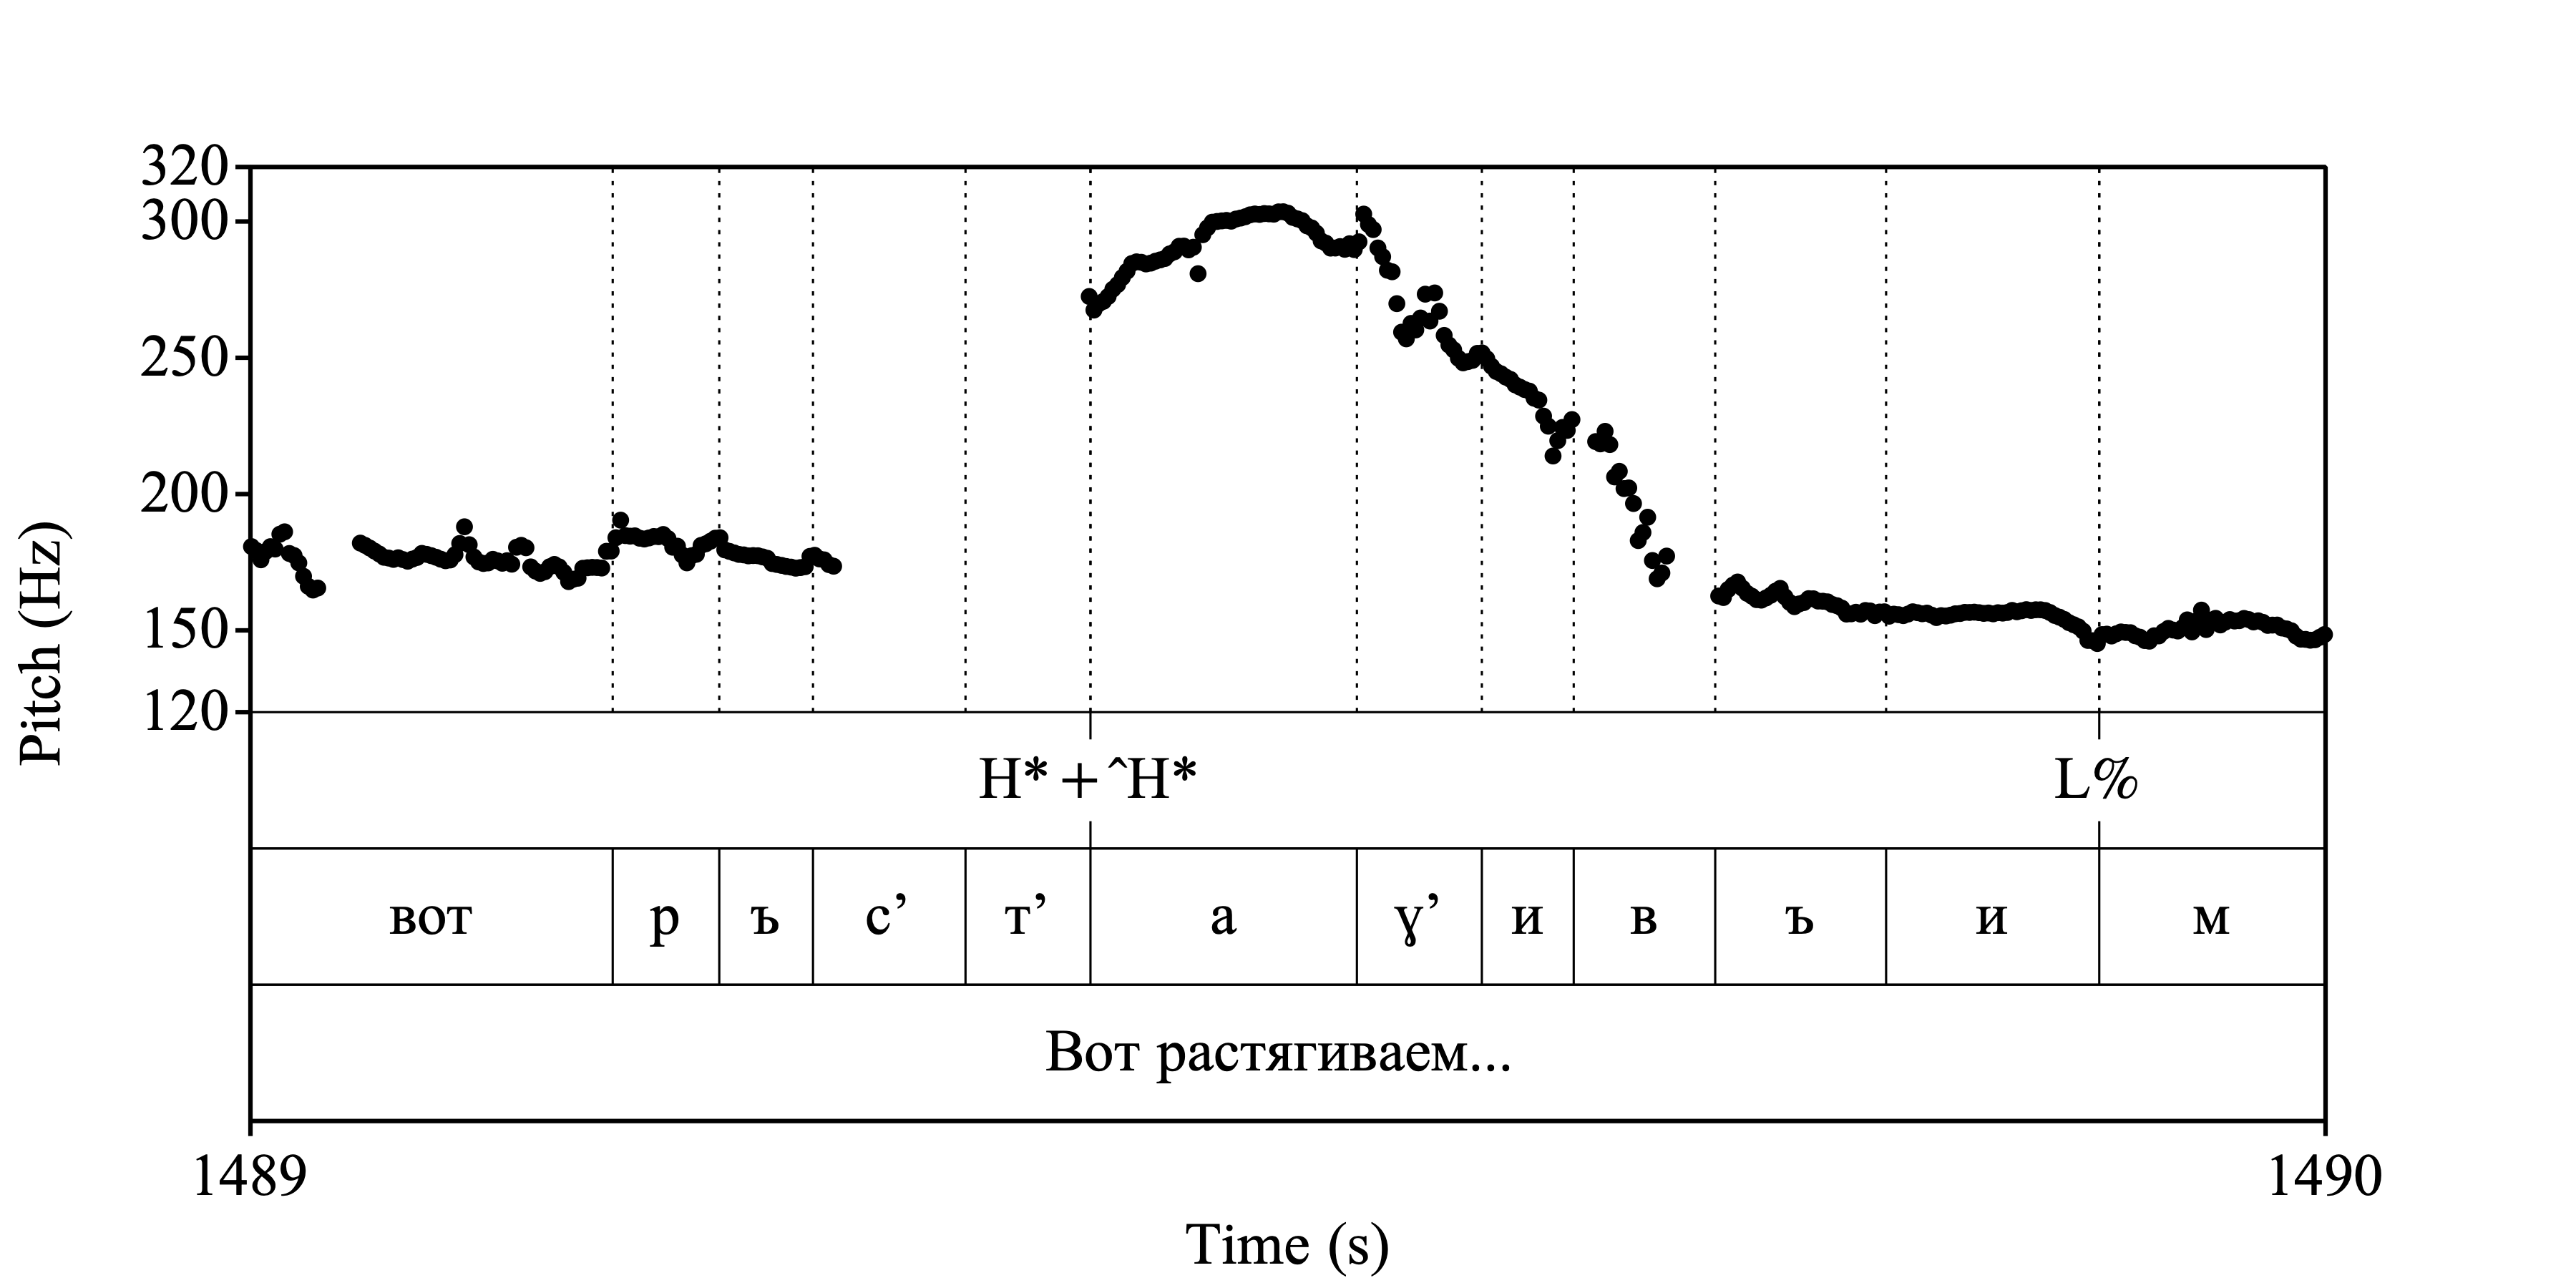 320
300
250
200
150
120
Pitch (Hz)
H* + ^H* L%
вот р ъ с’ т’ а ɣ’ и в ъ и м
Вот растягиваем...
1489 1490
Time (s)